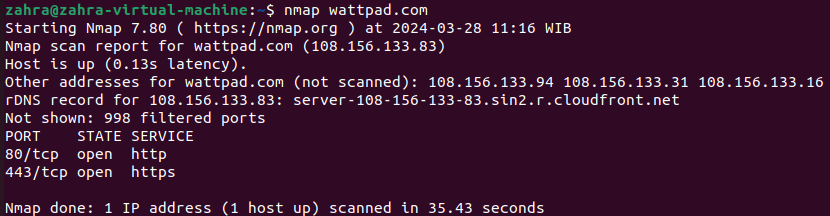 zahra@zahra-virtual-machine:~$ nmap wattpad.com
Starting Nmap 7.80 ( https://nmap.org ) at 2024-03-28 11:16 WIB
Nmap scan report for wattpad.com (108.156.133.83)
Host is up (0.13s latency).
Other addresses for wattpad.com (not scanned): 108.156.133.94 108.156.133.31 108.156.133.16
rDNS record for 108.156.133.83: server-108-156-133-83.sin2.r.cloudfront.net
Not shown: 998 filtered ports
PORT    STATE SERVICE
80/tcp  open  http
443/tcp open  https
Nmap done: 1 IP address (1 host up) scanned in 35.43 seconds